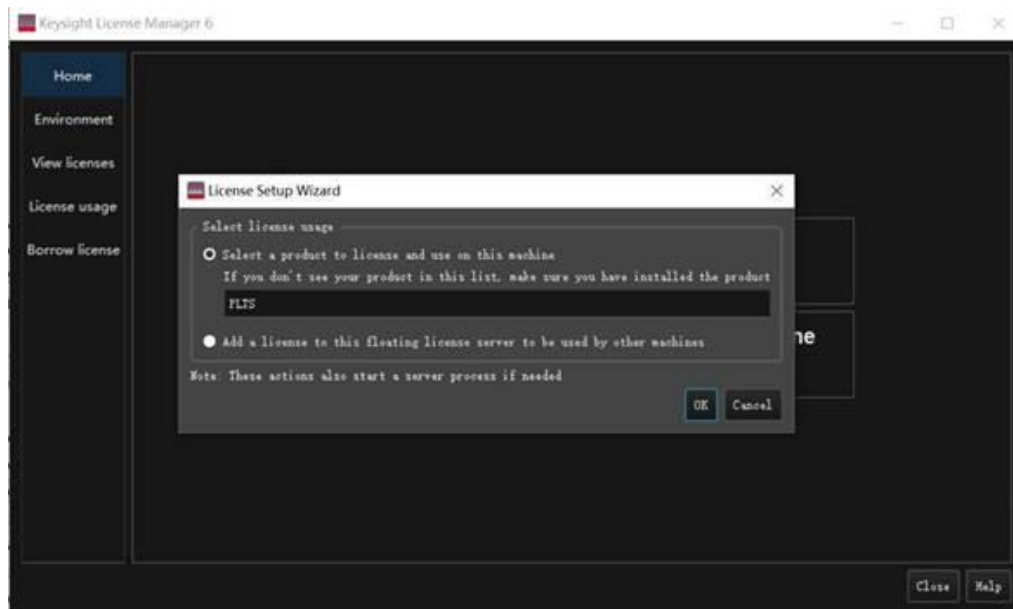 Keysight License Manager 6
Home
Environment
View licenses
License usage
Borrow license
License Setup Wizard
Select license usage
Select a product to license and use on this machine
If you don't see your product in this list, make sure you have installed the product
PLTS
Add a license to this floating license server to be used by other machines
Note: These actions also start a server process if needed
OK
Cancel
ne
Close
Help